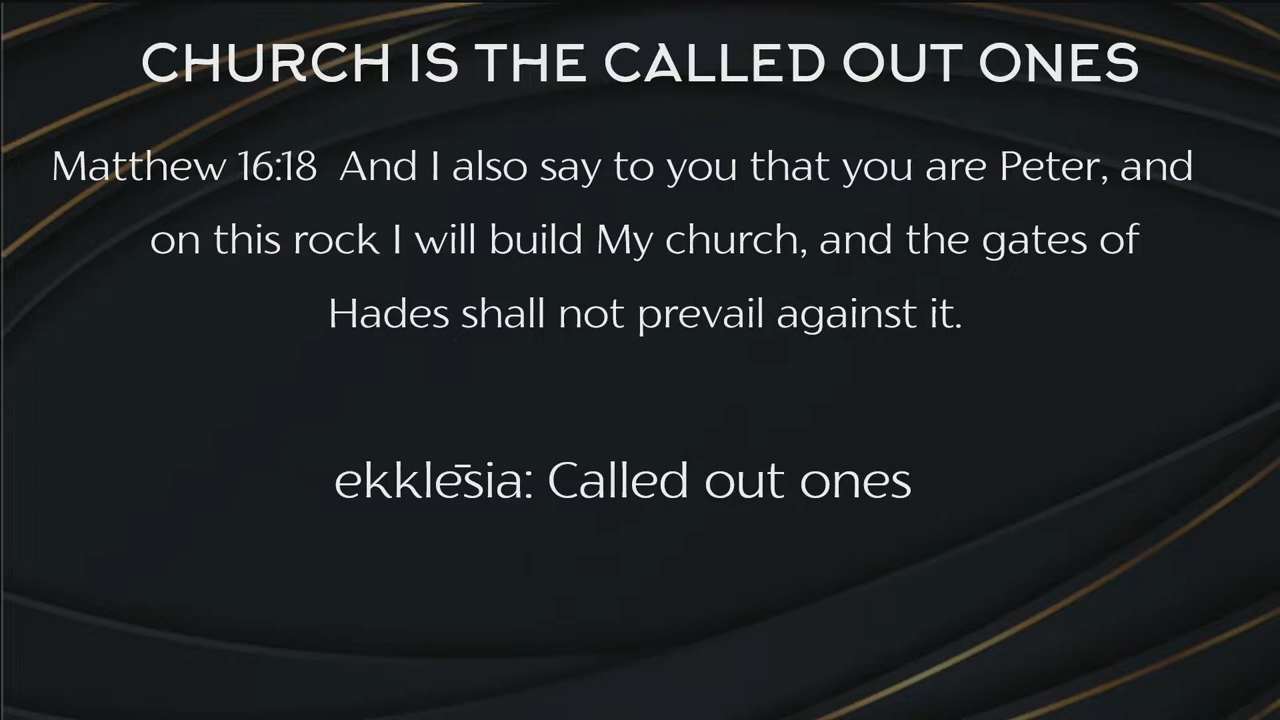 CHURCH IS THE CALLED OUT ONES
Matthew 16:18 And I also say to you that you are Peter, and
on this rock I will build My church, and the gates of
Hades shall not prevail against it.
ekklēsia: Called out ones